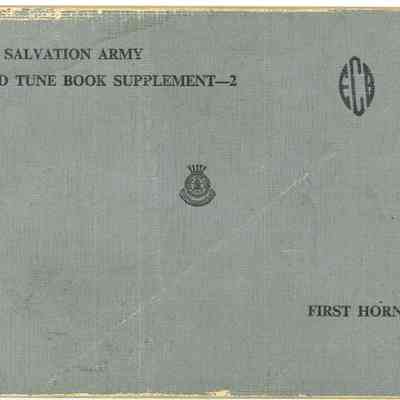 SALVATION ARMY
D TUNE BOOK SUPPLEMENT—2
ECB
FIRST HORN